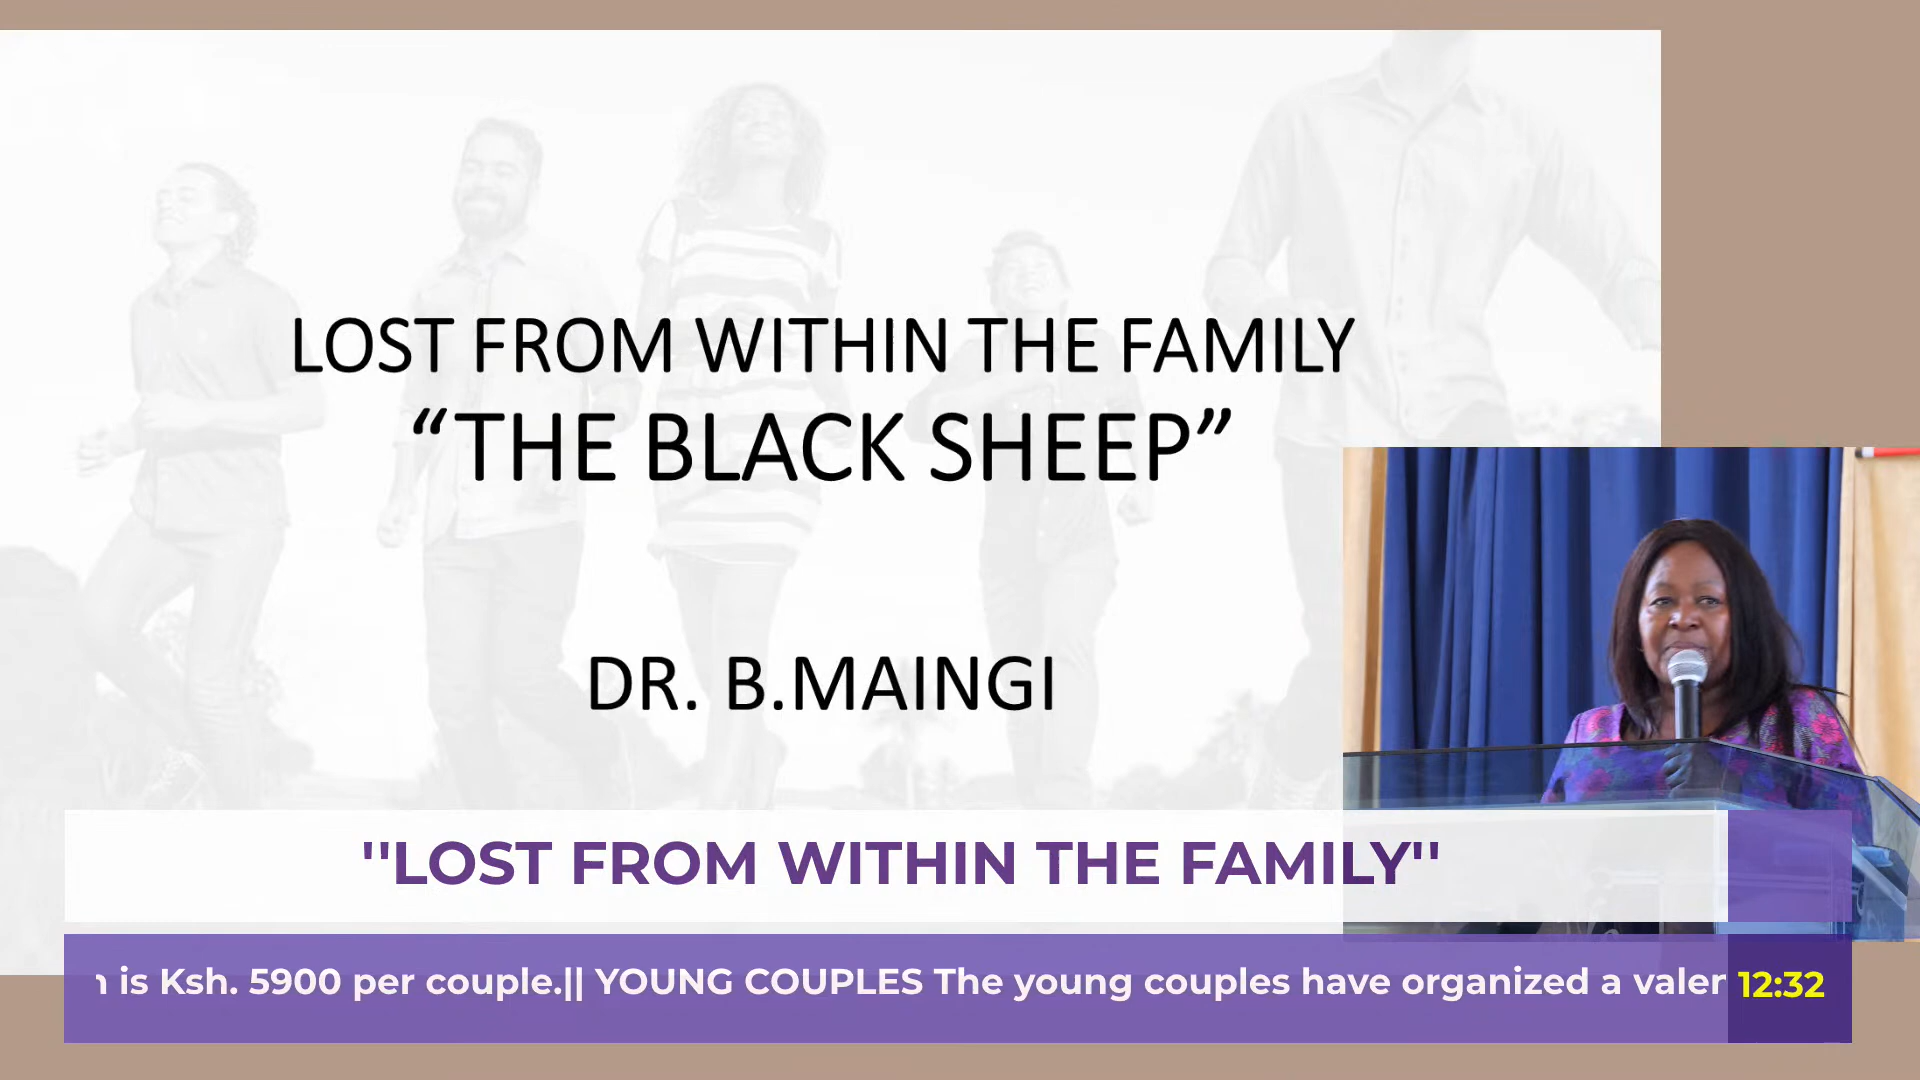 LOST FROM WITHIN THE FAMILY
“THE BLACK SHEEP”
DR. B.MAINGI
''LOST FROM WITHIN THE FAMILY''
is Ksh. 5900 per couple.|| YOUNG COUPLES The young couples have organized a
12:32